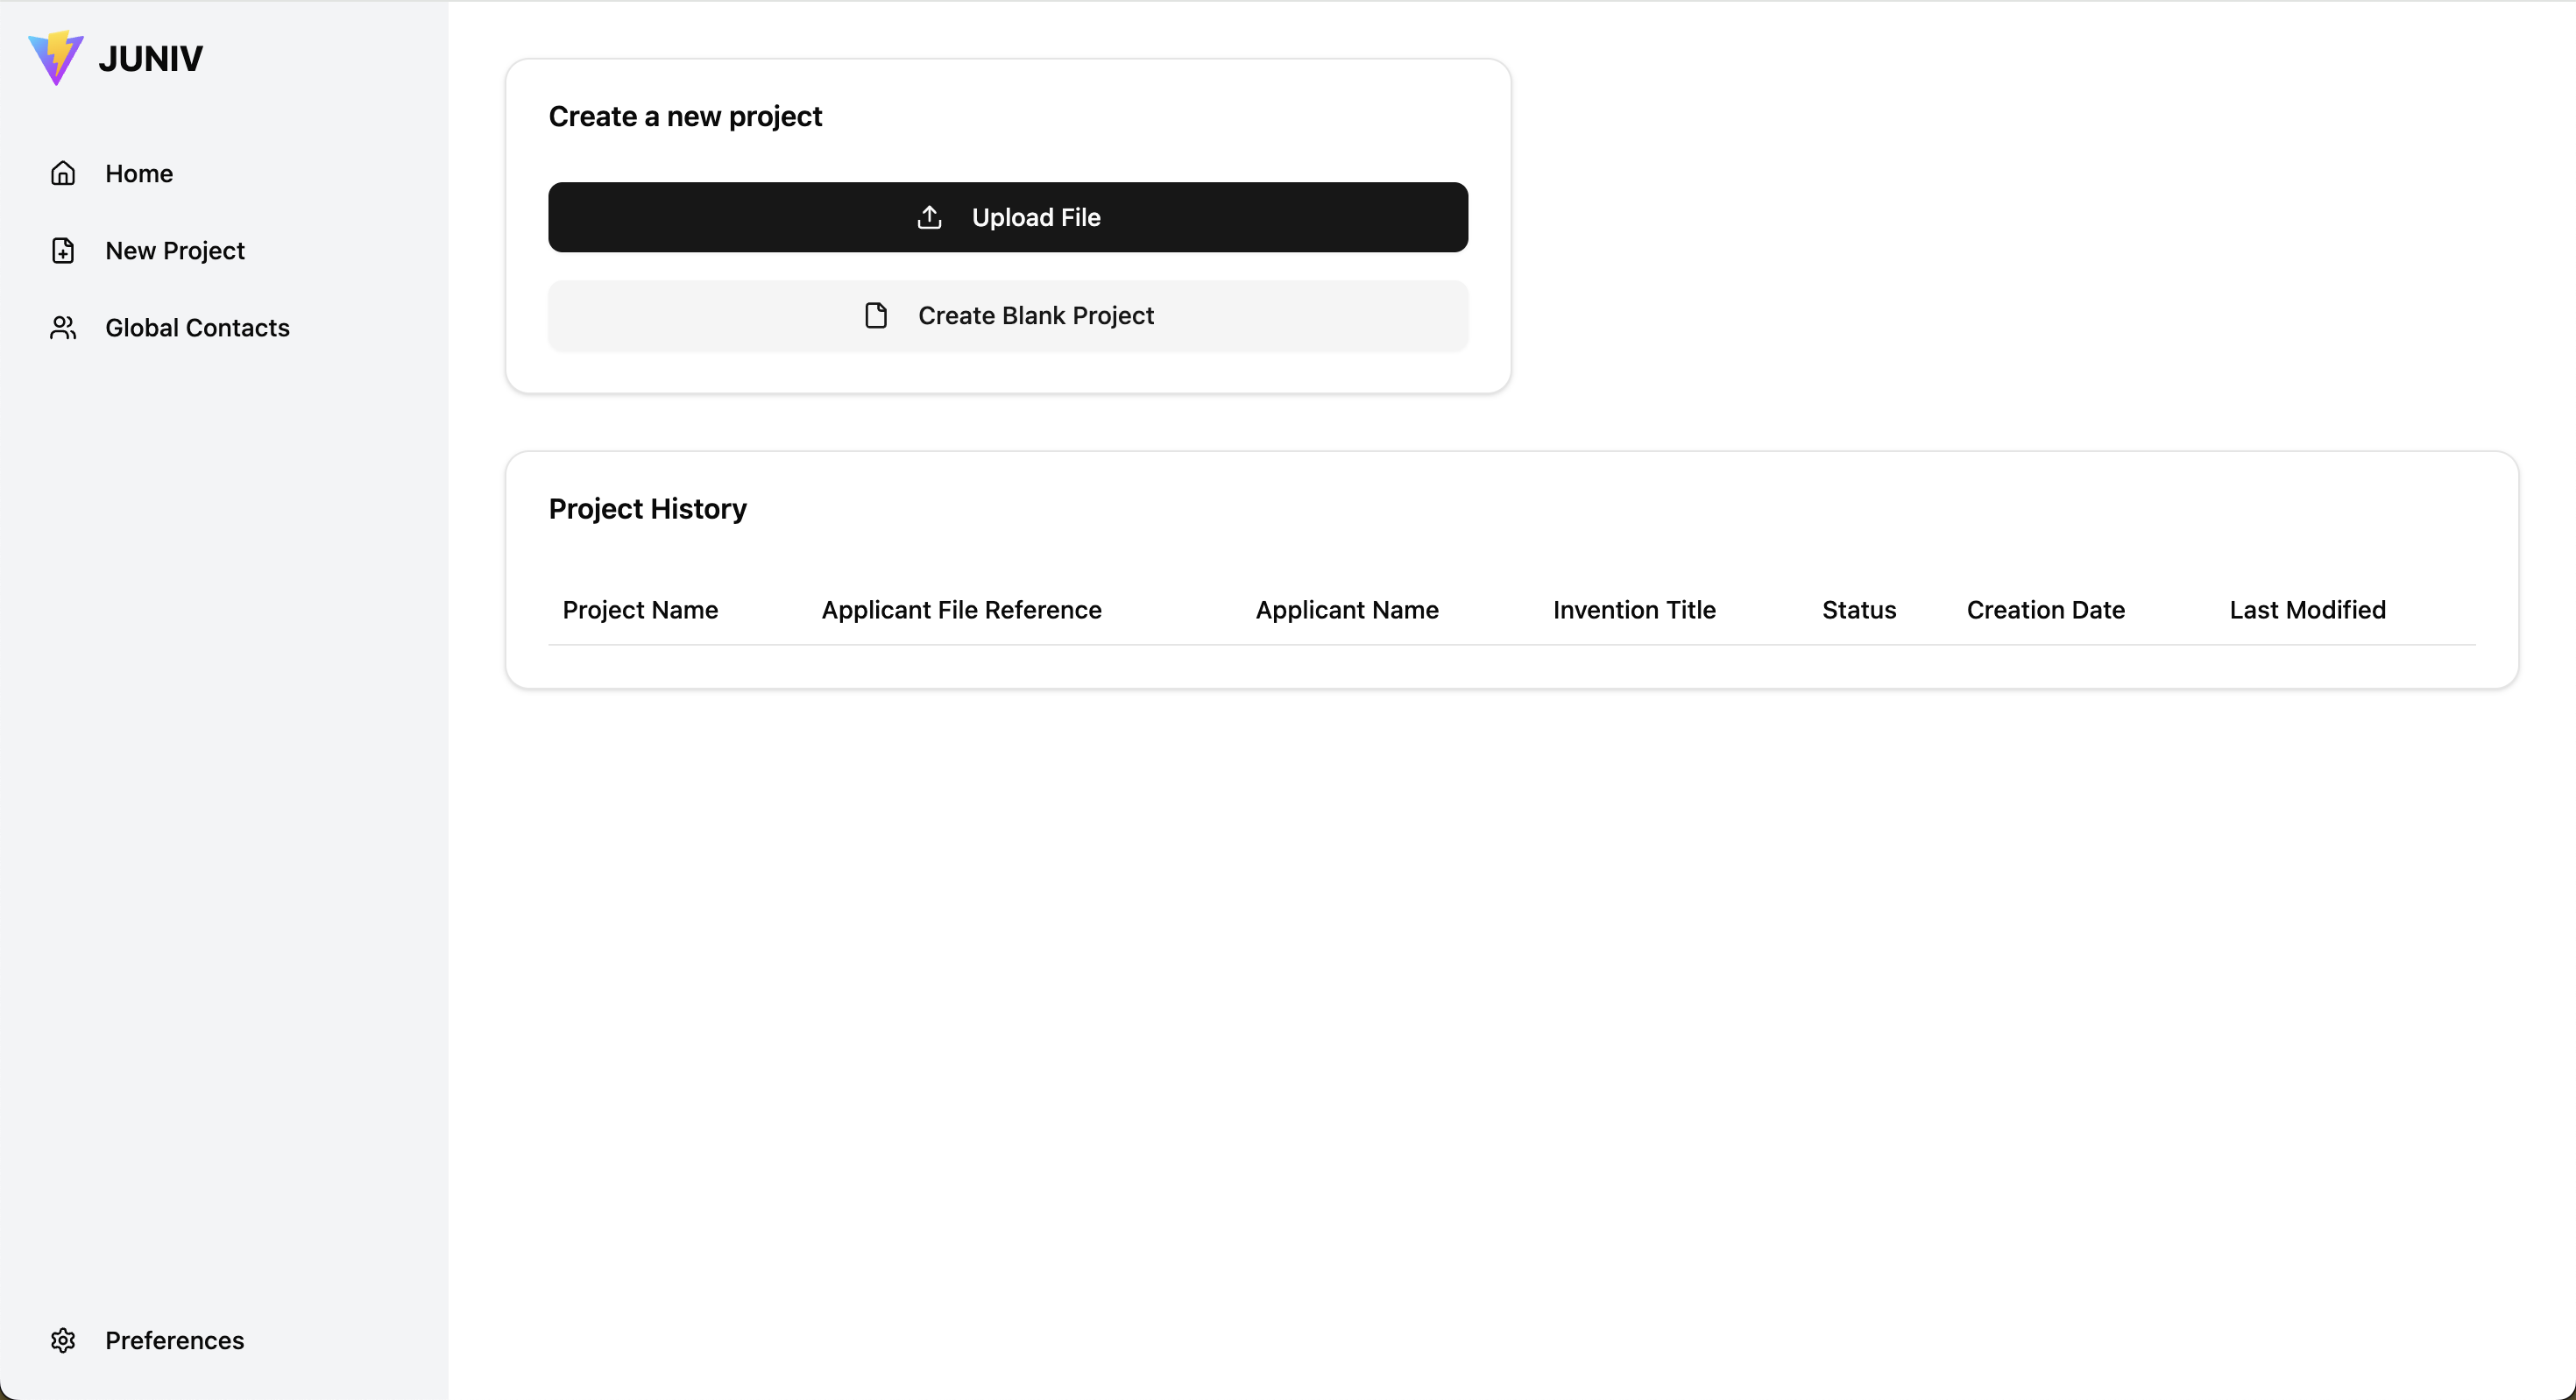 JUNIV
Home
New Project
Global Contacts
Preferences
Create a new project
Upload File
Create Blank Project
Project History
Project Name Applicant File Reference Applicant Name Invention Title Status Creation Date Last Modified